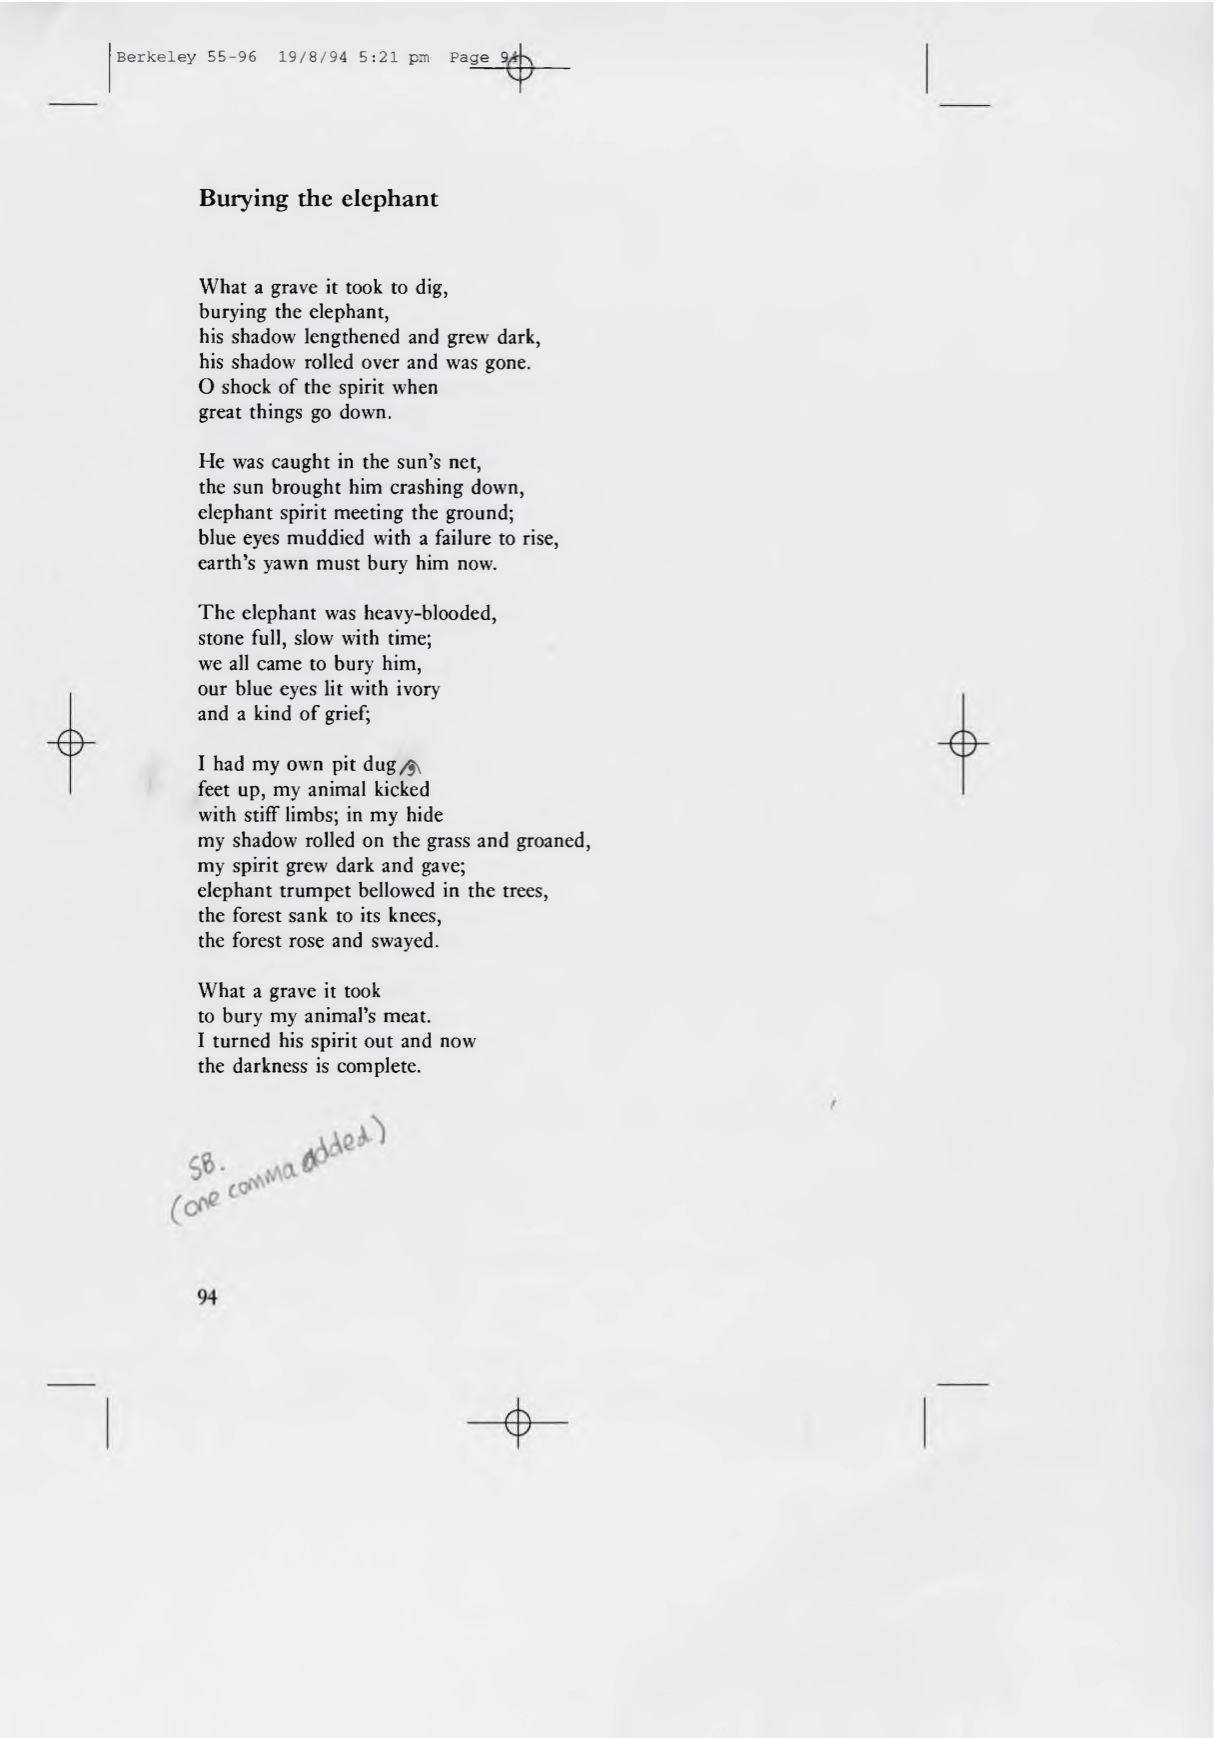 Berkeley 55-96 19/8/94 5:21 pm Page 94
Burying the elephant
What a grave it took to dig,
burying the elephant,
his shadow lengthened and grew dark,
his shadow rolled over and was gone.
O shock of the spirit when
great things go down.
He was caught in the sun's net,
the sun brought him crashing down,
elephant spirit meeting the ground;
blue eyes muddied with a failure to rise,
earth's yawn must bury him now.
The elephant was heavy-blooded,
stone full, slow with time;
we all came to bury him,
our blue eyes lit with ivory
and a kind of grief;
I had my own pit dug,
feet up, my animal kicked
with stiff limbs; in my hide
my shadow rolled on the grass and groaned,
my spirit grew dark and gave;
elephant trumpet bellowed in the trees,
the forest sank to its knees,
the forest rose and swayed.
What a grave it took
to bury my animal's meat.
I turned his spirit out and now
the darkness is complete.
SB.
(one comma added)
94